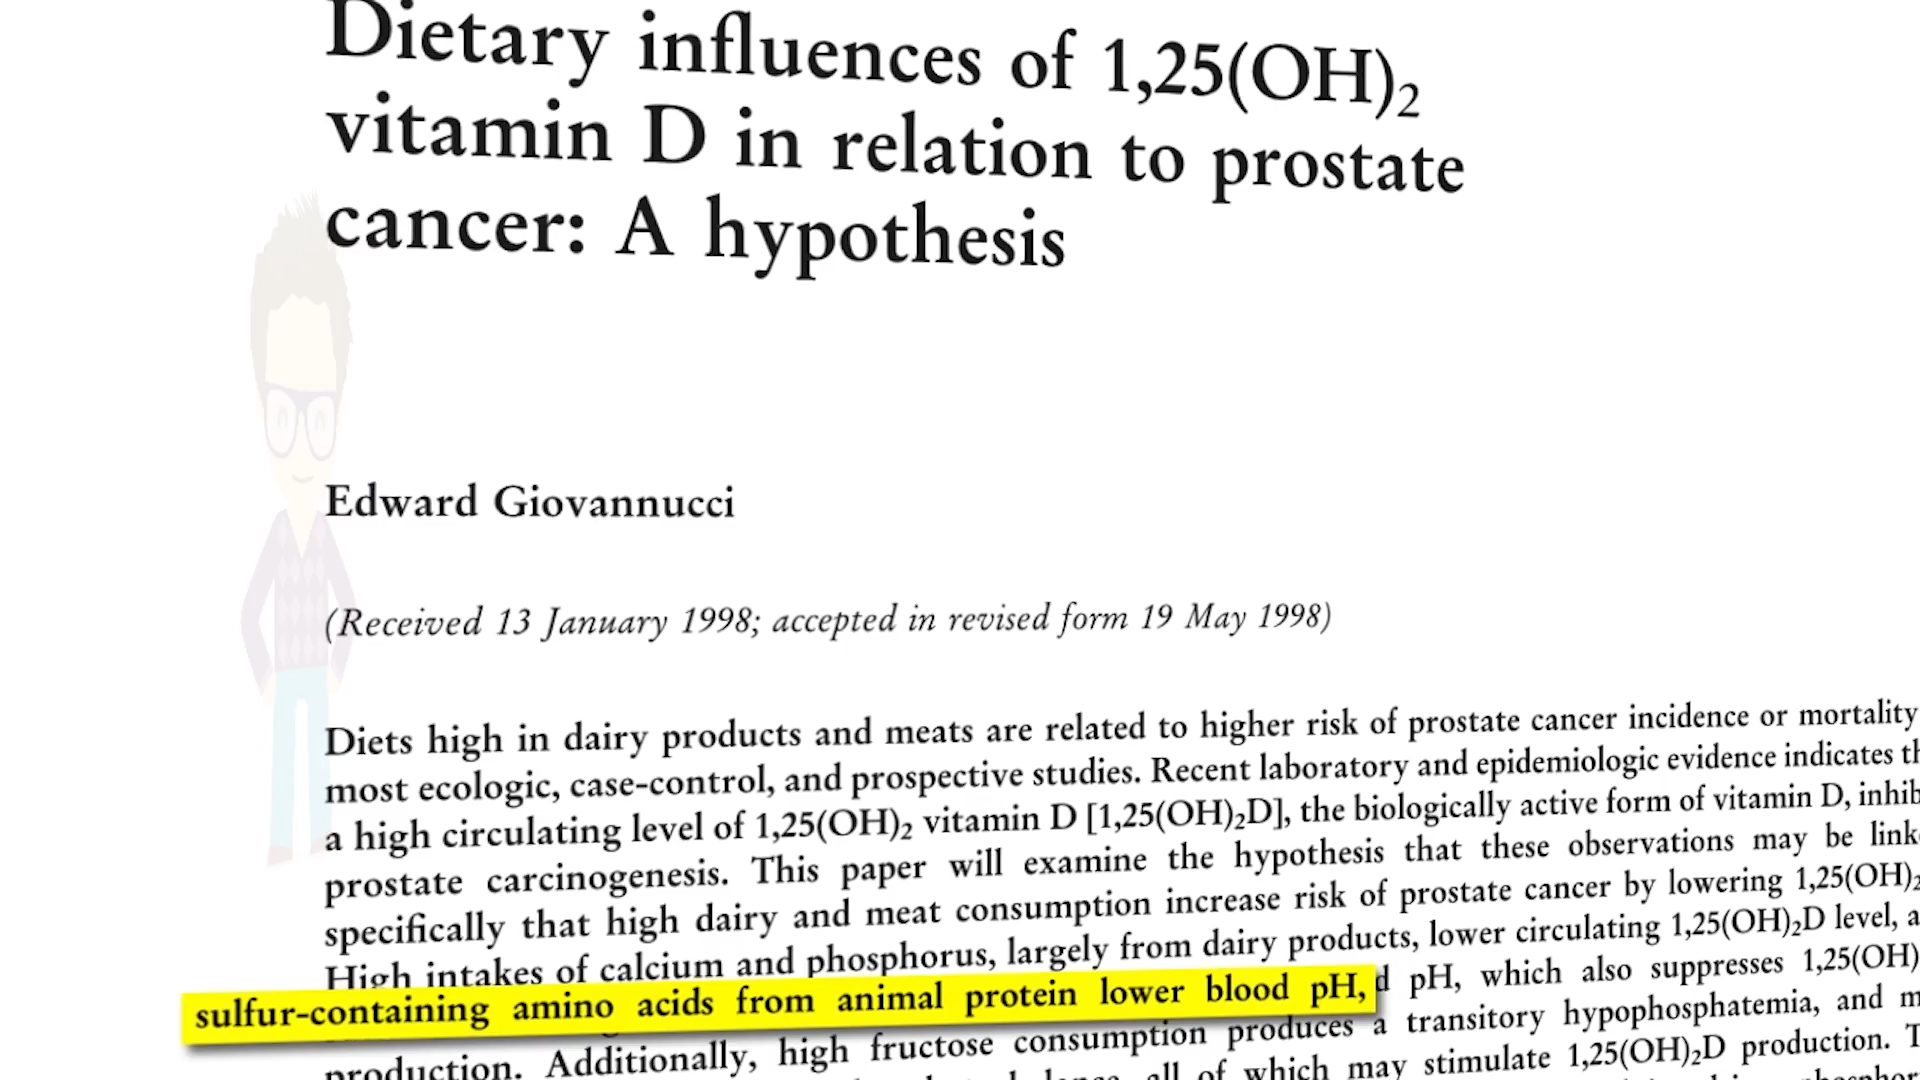 Dietary influences of 1,25(OH)₂
vitamin D in relation to prostate
cancer: A hypothesis
Edward Giovannucci
(Received 13 January 1998; accepted in revised form 19 May 1998)
Diets high in dairy products and meats are related to higher risk of prostate cancer incidence or mortality
most ecologic, case-control, and prospective studies. Recent laboratory and epidemiologic evidence indicates
a high circulating level of 1,25(OH)₂ vitamin D [1,25(OH)₂D], the biologically active form of vitamin D,
prostate carcinogenesis. This paper will examine the hypothesis that these observations may be
specifically that high dairy and meat consumption increase risk of prostate cancer by lowering 1,25(OH)₂
High intakes of calcium and phosphorus, largely from dairy products, lower circulating 1,25(OH)₂D level,
sulfur-containing amino acids from animal protein lower blood pH,
pH, which also suppresses 1,25(OH)
production. Additionally, high fructose consumption produces a transitory hypophosphatemia, and
all of which may stimulate 1,25(OH)₂D production.